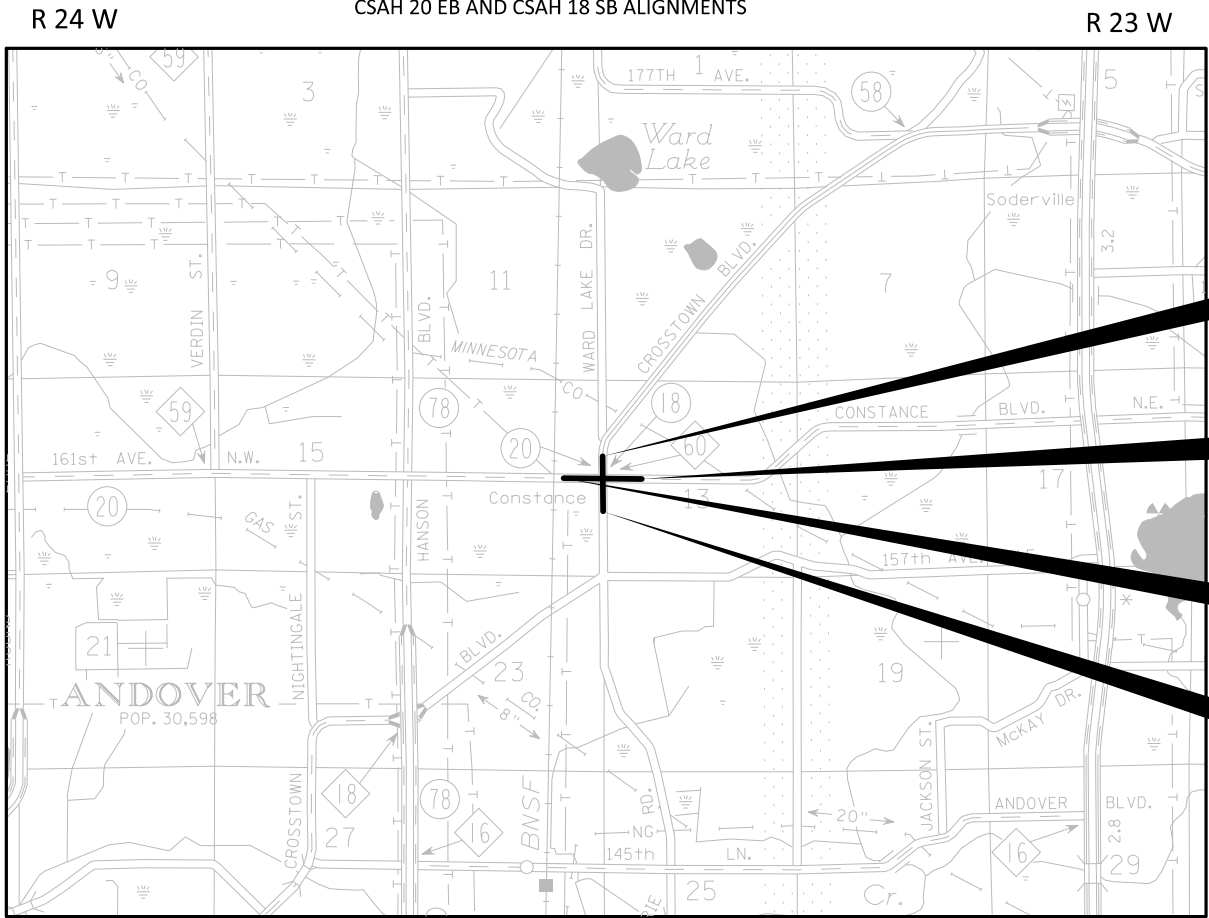 CSAH 20 EB AND CSAH 18 SB ALIGNMENTS
R 24 W
R 23 W
59
CO
3
177TH AVE.
1
58
5
S
Ward
Lake
Soderville
3.2
9
VERDIN ST.
11
BLVD.
WARD LAKE DR.
CROSSTOWN BLVD.
7
MINNESOTA
CO
59
78
18
CONSTANCE BLVD. N.E.
20
60
161st AVE. N.W.
15
Constance
13
17
20
GAS
ST.
HANSON
157th
21
NIGHTINGALE
BLVD.
23
19
ANDOVER
POP. 30,598
8" CO.
McKAY DR.
JACKSON ST.
18
78
CROSSTOWN
27
16
BNSF
RD.
NG
20"
ANDOVER BLVD.
2.8
145th LN.
16
29
25
Cr.